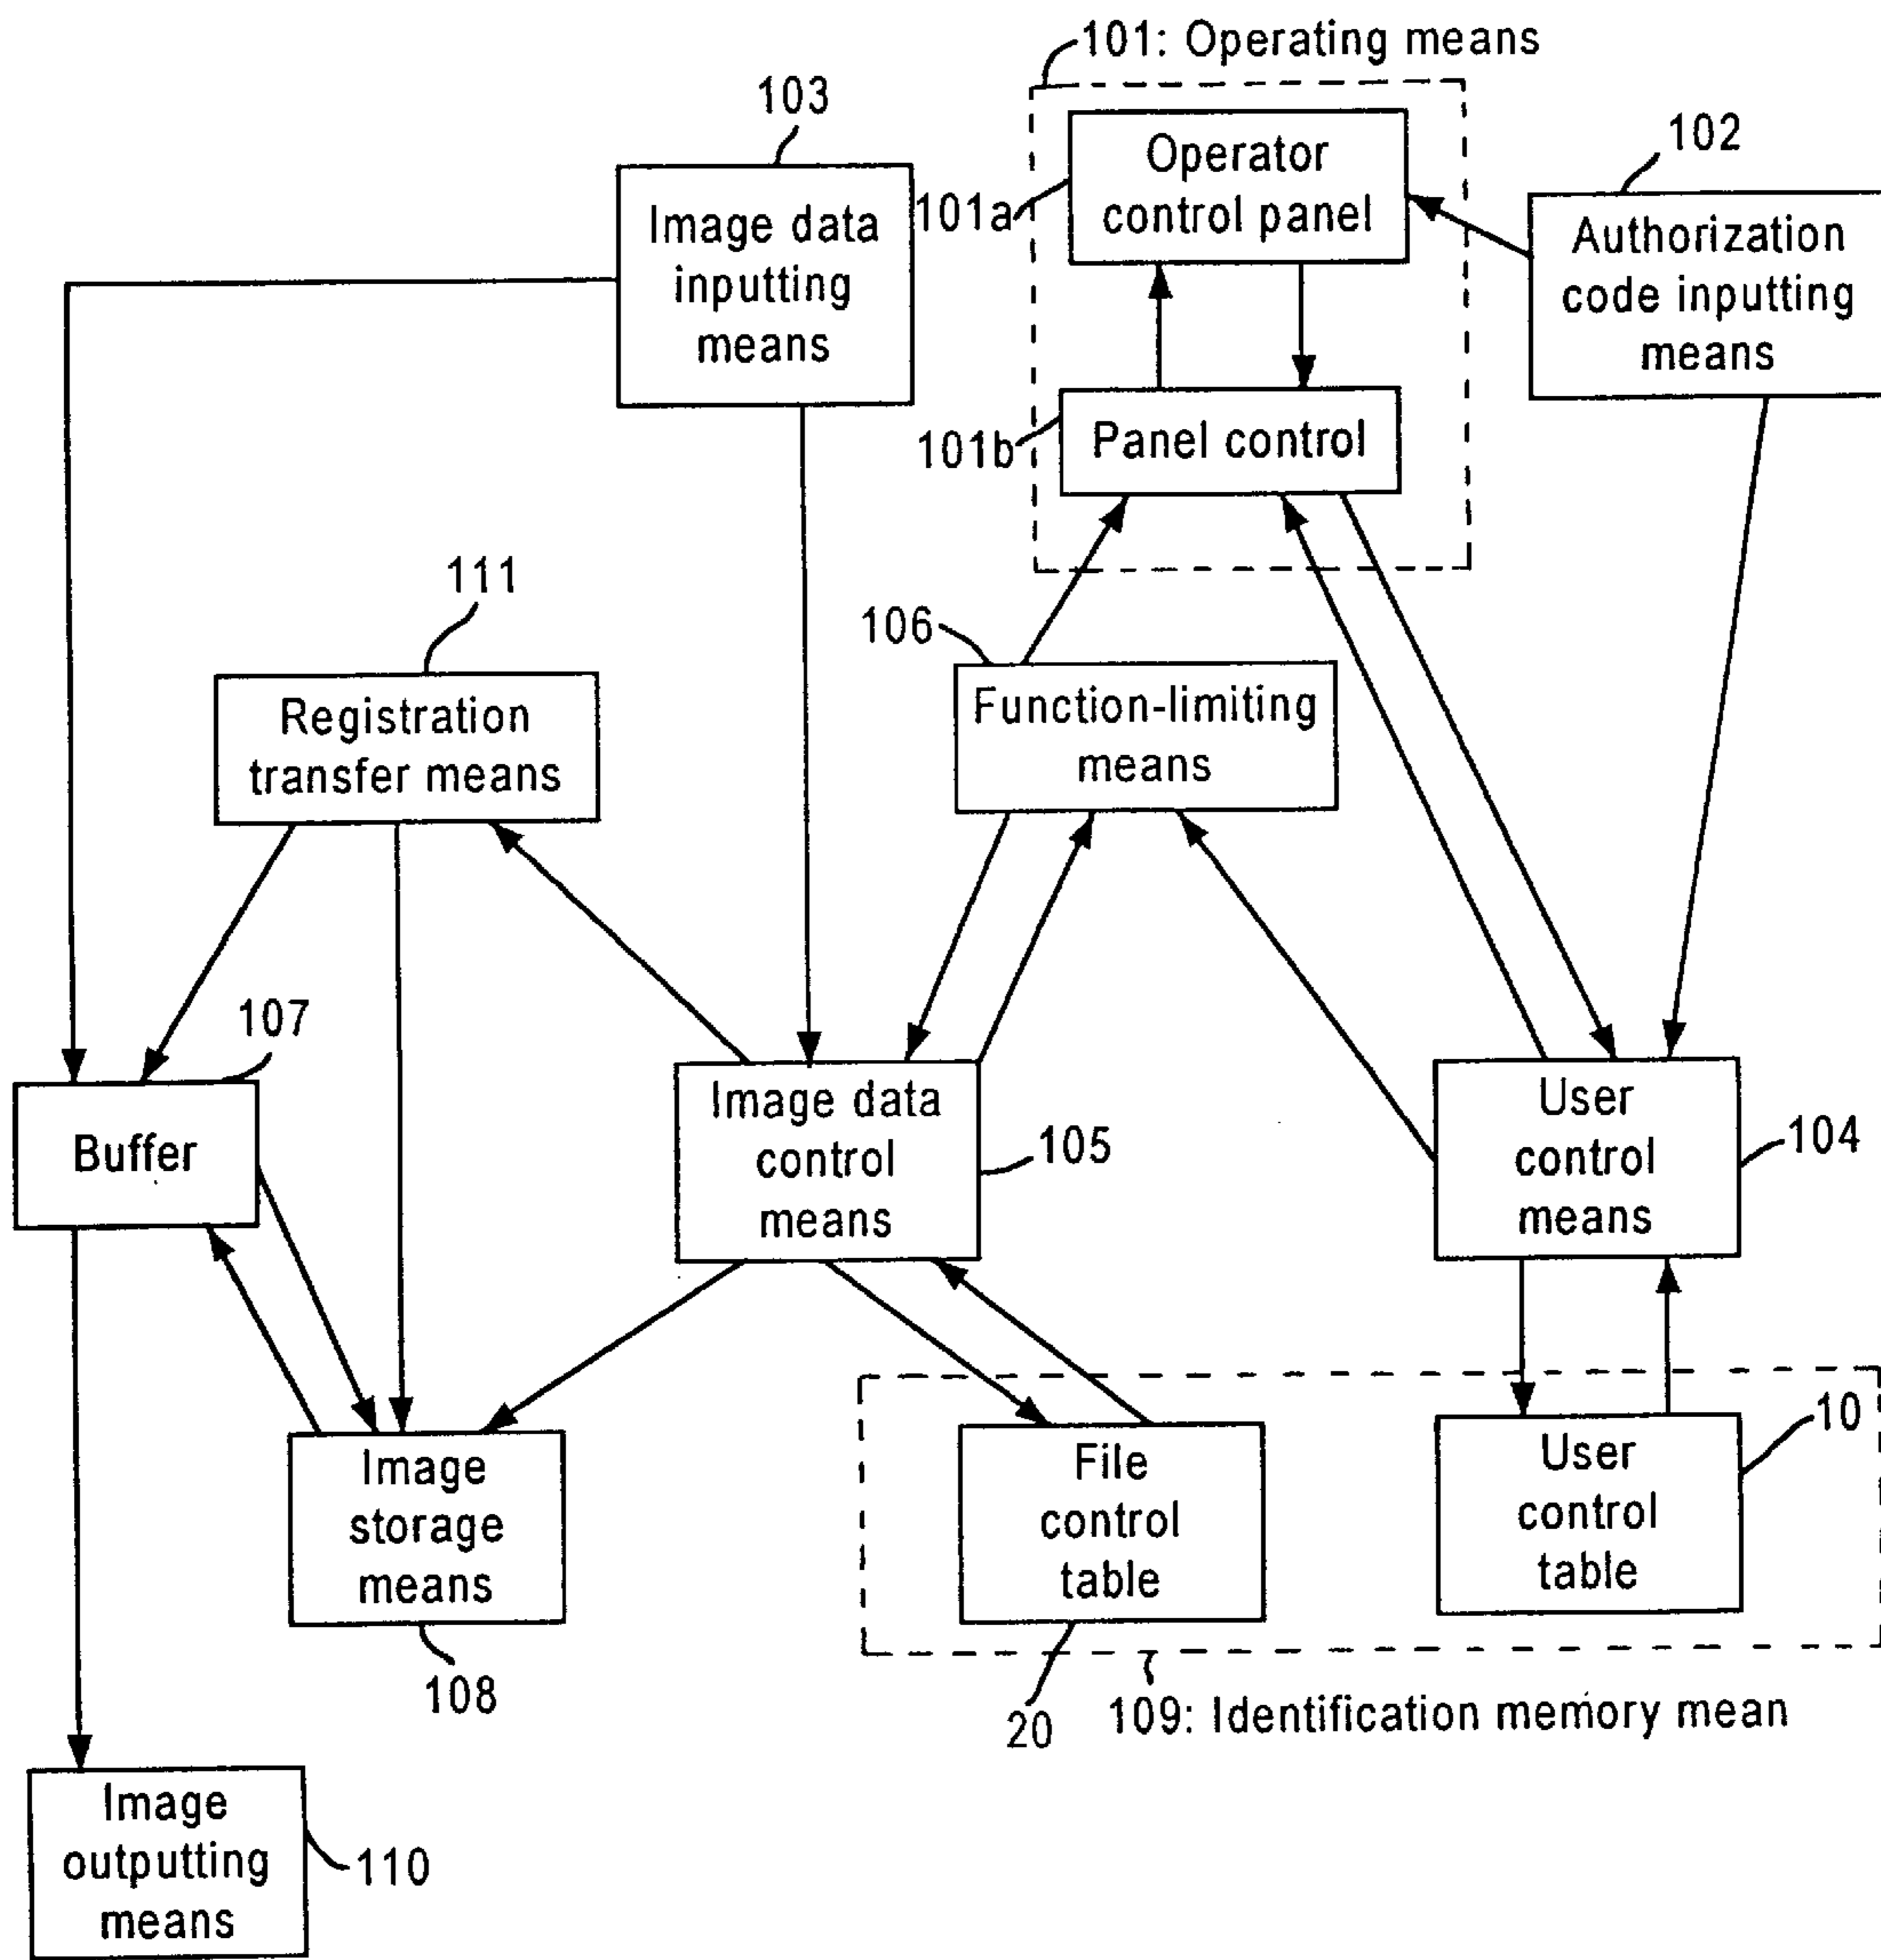 101: Operating means
103
Operator
control panel
102
101a
Image data
inputting
means
Authorization
code inputting
means
101b
Panel control
111
106
Registration
transfer means
Function-limiting
means
107
Buffer
Image data
control
means
105
User
control
means
104
10
Image
storage
means
File
control
table
User
control
table
108
20
109: Identification memory mean
Image
outputting
means
110